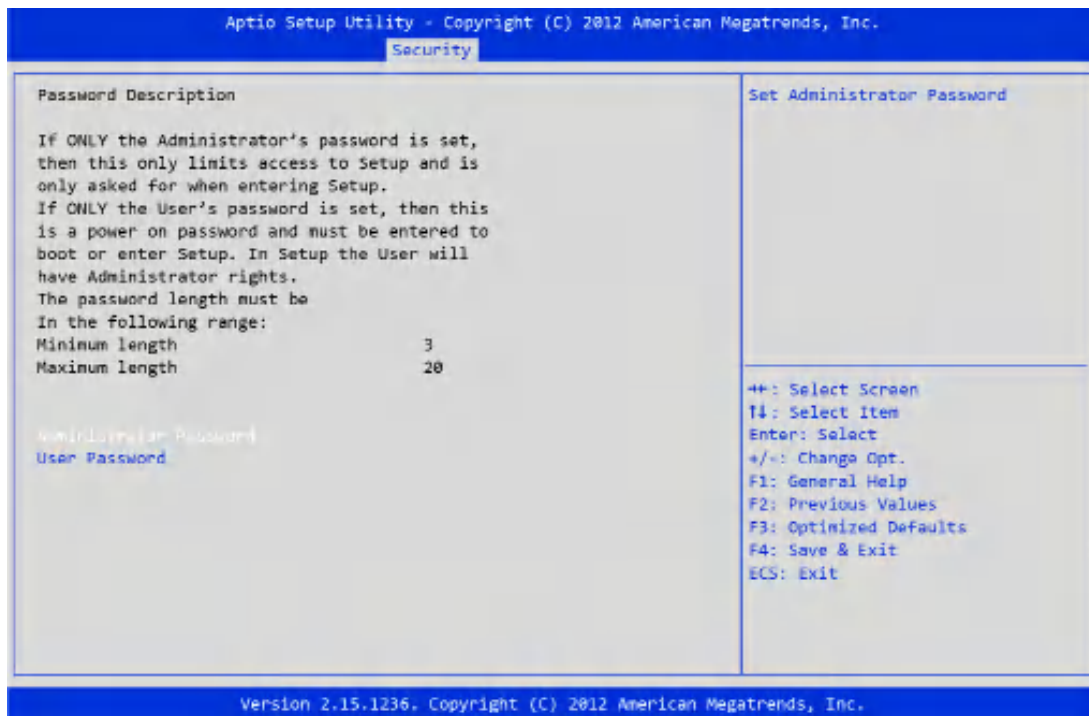 Aptio Setup Utility - Copyright (C) 2012 American Megatrends, Inc.
Security
Password Description
If ONLY the Administrator's password is set,
then this only limits access to Setup and is
only asked for when entering Setup.
If ONLY the User's password is set, then this
is a power on password and must be entered to
boot or enter Setup. In Setup the User will
have Administrator rights.
The password length must be
In the following range:
Minimum length 3
Maximum length 20
Administrator Password
User Password
Set Administrator Password
→←: Select Screen
↑↓: Select Item
Enter: Select
+/-: Change Opt.
F1: General Help
F2: Previous Values
F3: Optimized Defaults
F4: Save & Exit
ECS: Exit
Version 2.15.1236. Copyright (C) 2012 American Megatrends, Inc.